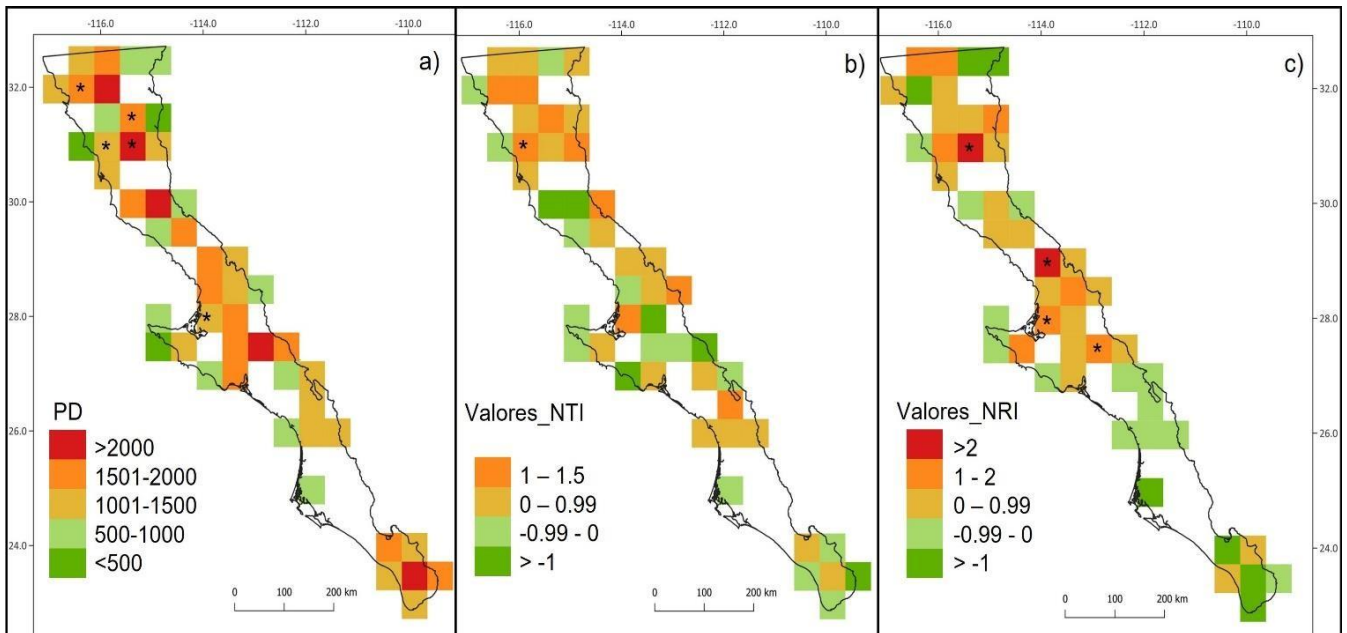 -116.0 -114.0 -112.0 -110.0
a)
32.0
30.0
28.0
26.0
24.0
* * * * *
PD
>2000
1501-2000
1001-1500
500-1000
<500
0 100 200 km
-116.0 -114.0 -112.0 -110.0
b)
*
Valores_NTI
1 – 1.5
0 – 0.99
-0.99 - 0
> -1
0 100 200 km
-116.0 -114.0 -112.0 -110.0
c)
32.0
30.0
28.0
26.0
24.0
* * * *
Valores_NRI
>2
1 - 2
0 – 0.99
-0.99 - 0
> -1
0 100 200 km